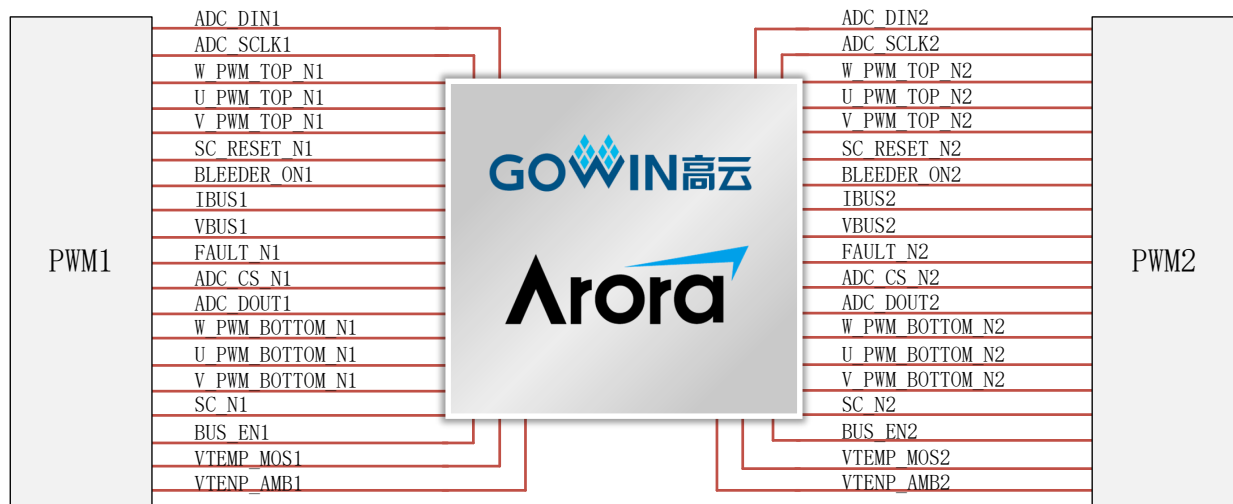 PWM1
ADC_DIN1
ADC_SCLK1
W_PWM_TOP_N1
U_PWM_TOP_N1
V_PWM_TOP_N1
SC_RESET_N1
BLEEDER_ON1
IBUS1
VBUS1
FAULT_N1
ADC_CS_N1
ADC_DOUT1
W_PWM_BOTTOM_N1
U_PWM_BOTTOM_N1
V_PWM_BOTTOM_N1
SC_N1
BUS_EN1
VTEMP_MOS1
VTENP_AMB1
GOWIN高云
Arora
ADC_DIN2
ADC_SCLK2
W_PWM_TOP_N2
U_PWM_TOP_N2
V_PWM_TOP_N2
SC_RESET_N2
BLEEDER_ON2
IBUS2
VBUS2
FAULT_N2
ADC_CS_N2
ADC_DOUT2
W_PWM_BOTTOM_N2
U_PWM_BOTTOM_N2
V_PWM_BOTTOM_N2
SC_N2
BUS_EN2
VTEMP_MOS2
VTENP_AMB2
PWM2